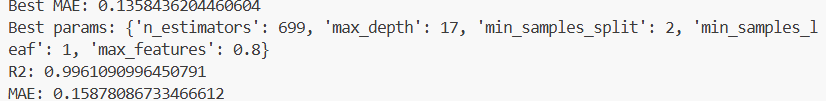 Best MAE: 0.1358436204460604
Best params: {'n_estimators': 699, 'max_depth': 17, 'min_samples_split': 2, 'min_samples_l
eaf': 1, 'max_features': 0.8}
R2: 0.9961090996450791
MAE: 0.15878086733466612